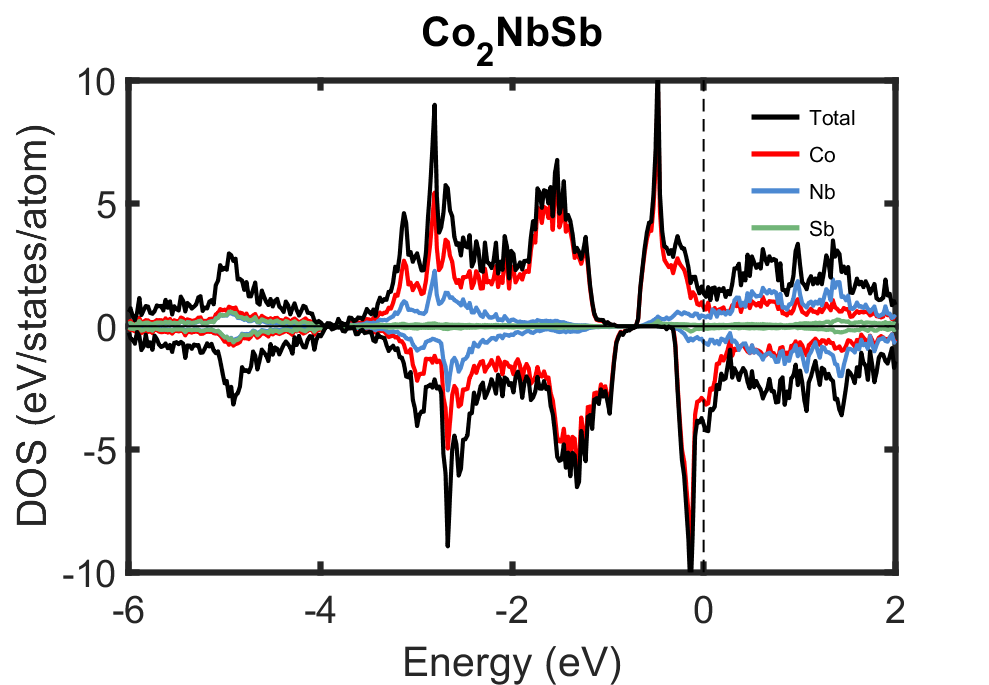 Co₂NbSb
DOS (eV/states/atom)
10
5
0
-5
-10
Total
Co
Nb
Sb
-6 -4 -2 0 2
Energy (eV)